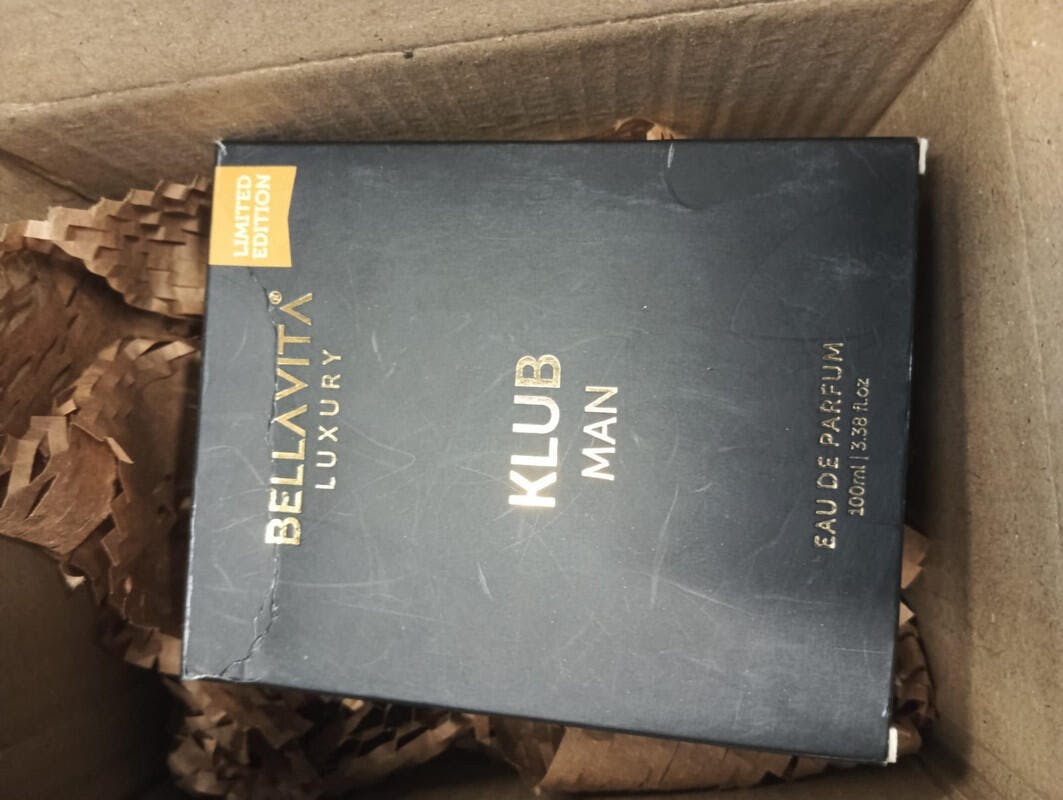 LIMITED
EDITION
BELLAVITA®
LUXURY
KLUB
MAN
EAU DE PARFUM
100ml | 3.38 fl.oz